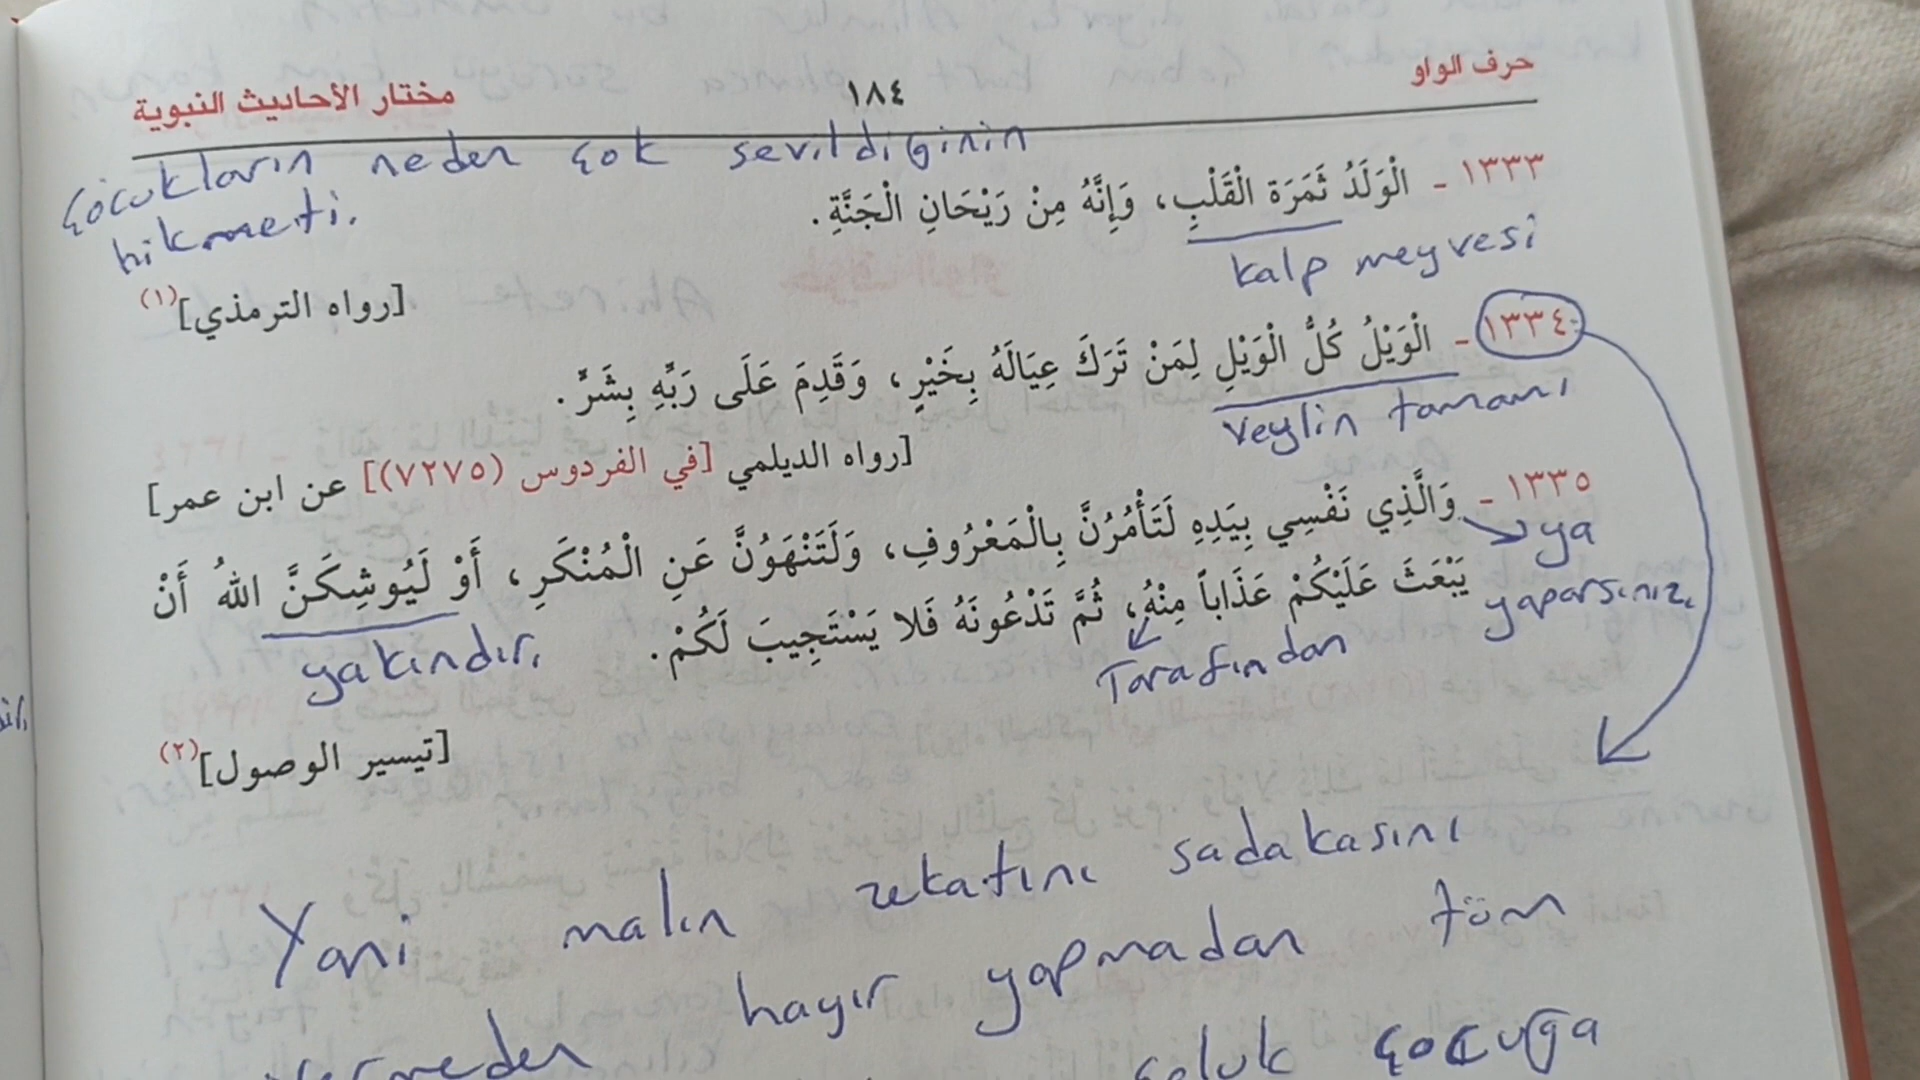 حرف الواو ١٨٤ مختار الأحاديث النبوية
Çocukların neden çok sevildiğinin
hikmeti.
١٣٣٣ - الْوَلَدُ ثَمَرَة الْقَلْبِ، وَإِنَّهُ مِنْ رَيْحَانِ الْجَنَّةِ.
kalp meyvesi
[رواه الترمذي](١)
١٣٣٤ - الْوَيْلُ كُلُّ الْوَيْلِ لِمَنْ تَرَكَ عِيَالَهُ بِخَيْرٍ، وَقَدِمَ عَلَى رَبِّهِ بِشَرٍّ.
veylin tamamı
[رواه الديلمي [في الفردوس (٧٢٧٥)] عن ابن عمر]
١٣٣٥ - وَالَّذِي نَفْسِي بِيَدِهِ لَتَأْمُرُنَّ بِالْمَعْرُوفِ، وَلَتَنْهَوُنَّ عَنِ الْمُنْكَرِ، أَوْ لَيُوشِكَنَّ اللهُ أَنْ
ya
yaparsınız.
يَبْعَثَ عَلَيْكُمْ عَذَاباً مِنْهُ، ثُمَّ تَدْعُونَهُ فَلا يَسْتَجِيبَ لَكُمْ.
yakındır.
Tarafından
[تيسير الوصول](٢)
Yani malın zekatını sadakasını
hayır yapmadan tüm
çocuğa